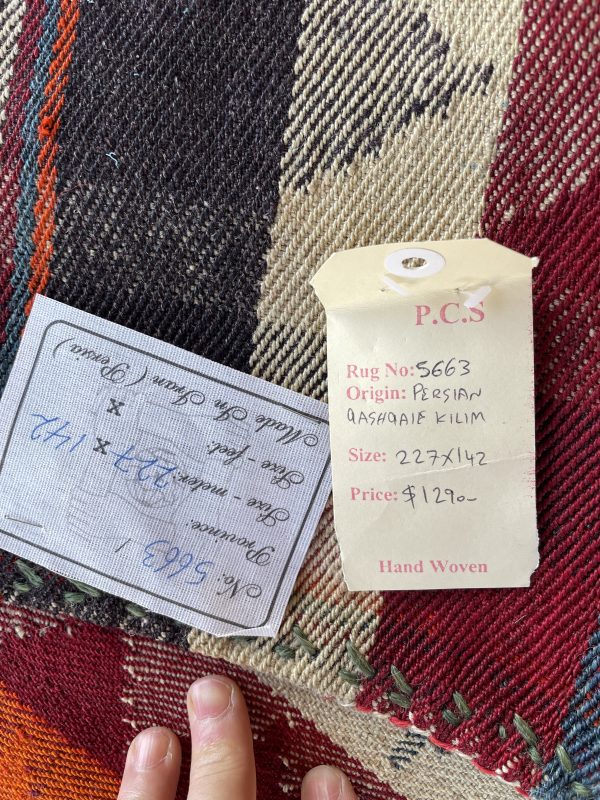 P.C.S
Rug No: 5663
Origin: PERSIAN
QASHQAIE KILIM
Size: 227X142
Price: $1290-
Hand Woven
Made In Iran (Persia)
Size - feet: X
Size - meter: 227 X 142
Province:
No: 5663 /